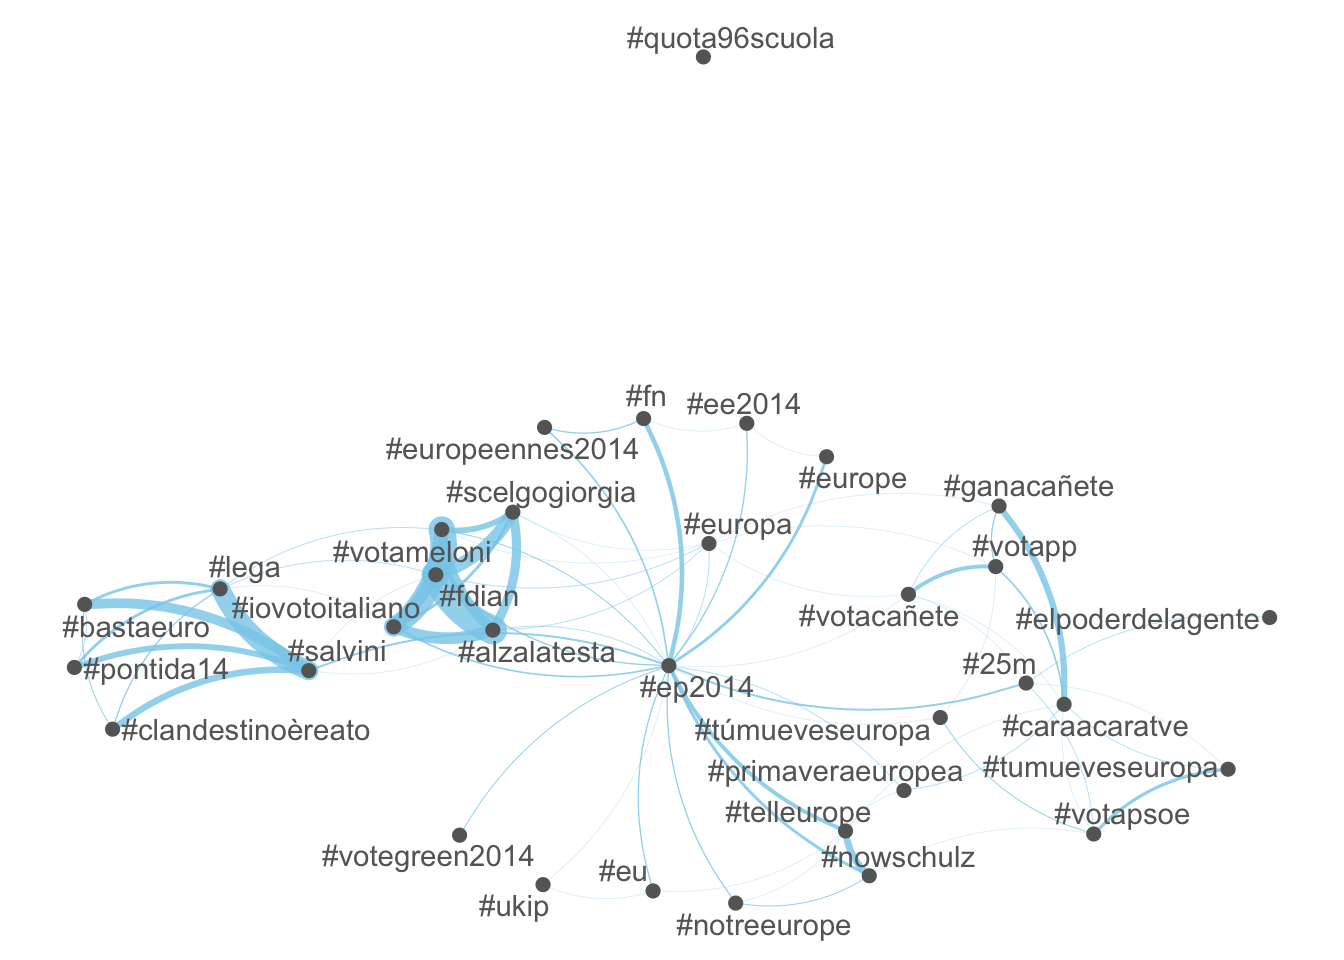 #quota96scuola
#fn
#ee2014
#europeennes2014
#europe
#ganacañete
#scelgogiorgia
#europa
#votameloni
#votapp
#lega
#fdian
#iovotoitaliano
#votacañete
#elpoderdelagente
#bastaeuro
#salvini
#alzalatesta
#25m
#pontida14
#ep2014
#clandestinoèreato
#túmueveseuropa
#caraacaratve
#primaveraeuropea
#tumueveseuropa
#telleurope
#votapsoe
#votegreen2014
#nowschulz
#eu
#ukip
#notreeurope